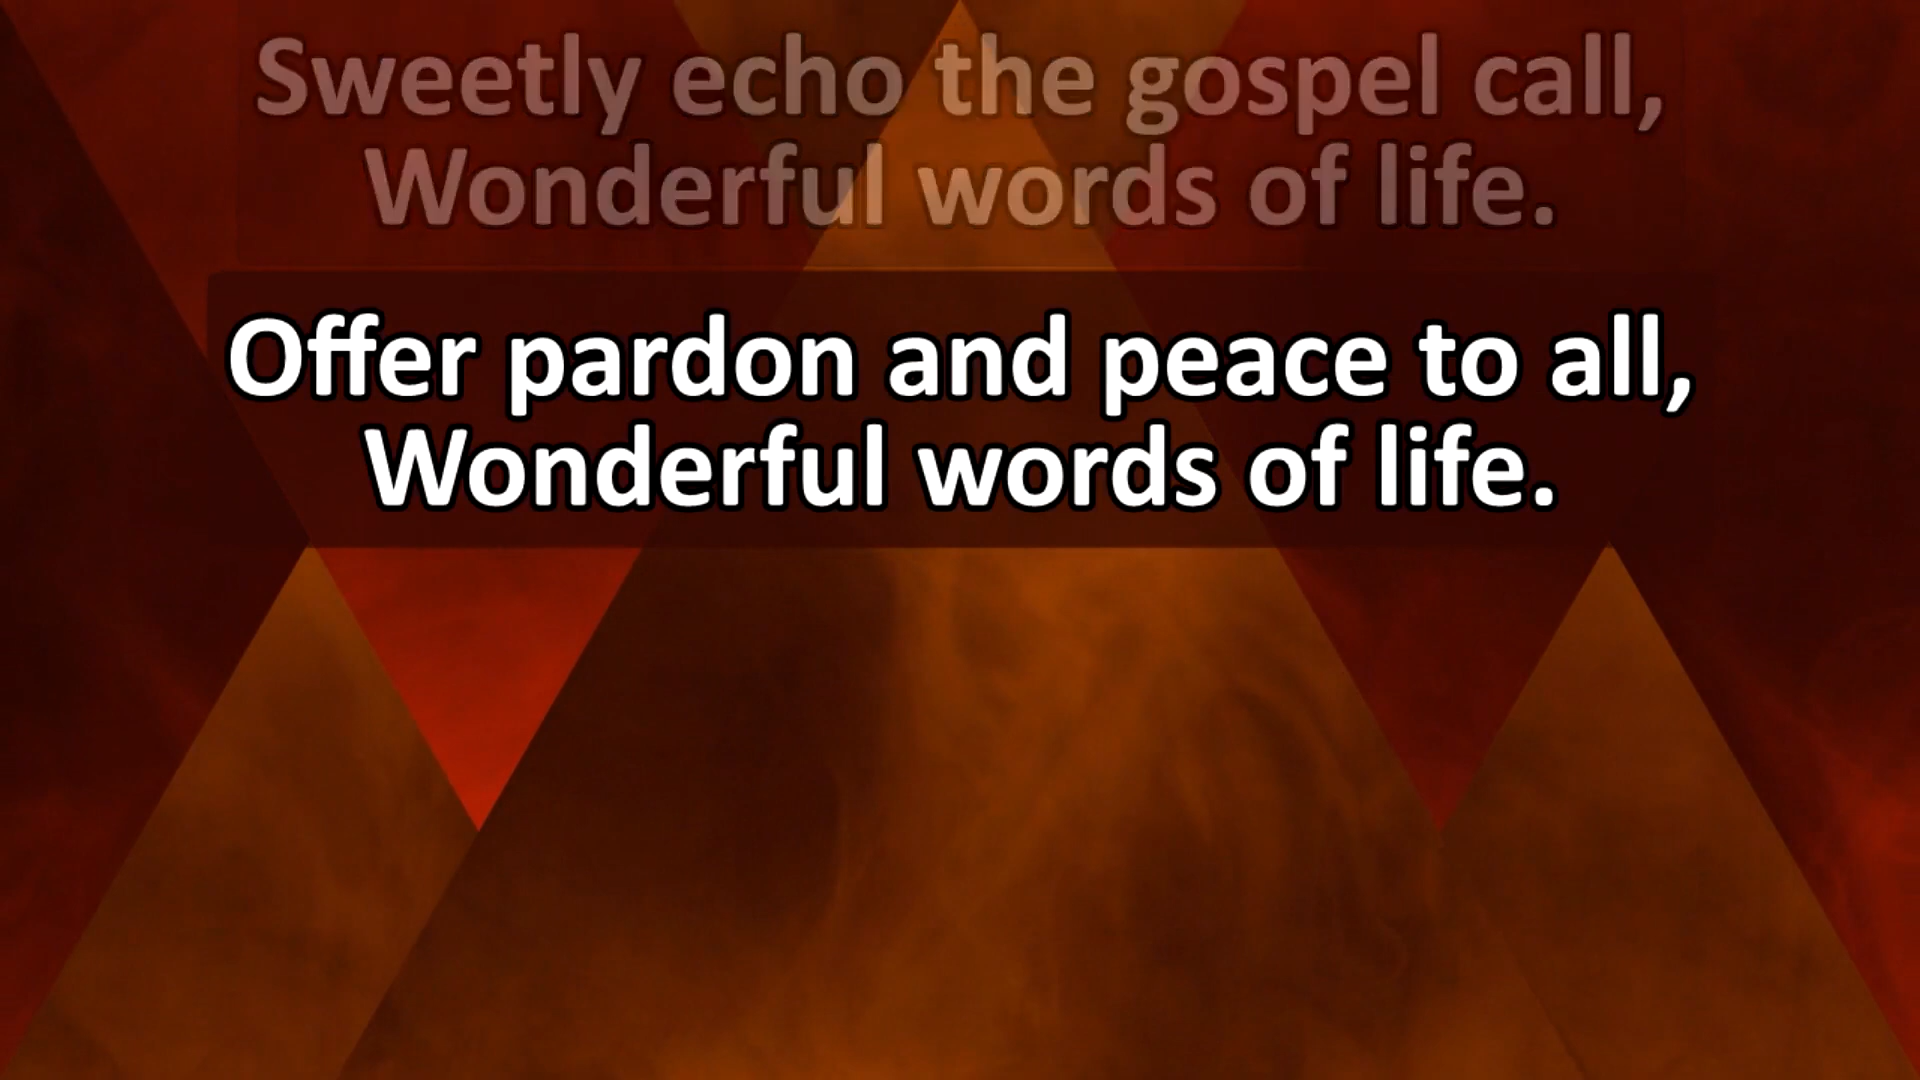 Sweetly echo the gospel call,
Wonderful words of life.
Offer pardon and peace to all,
Wonderful words of life.